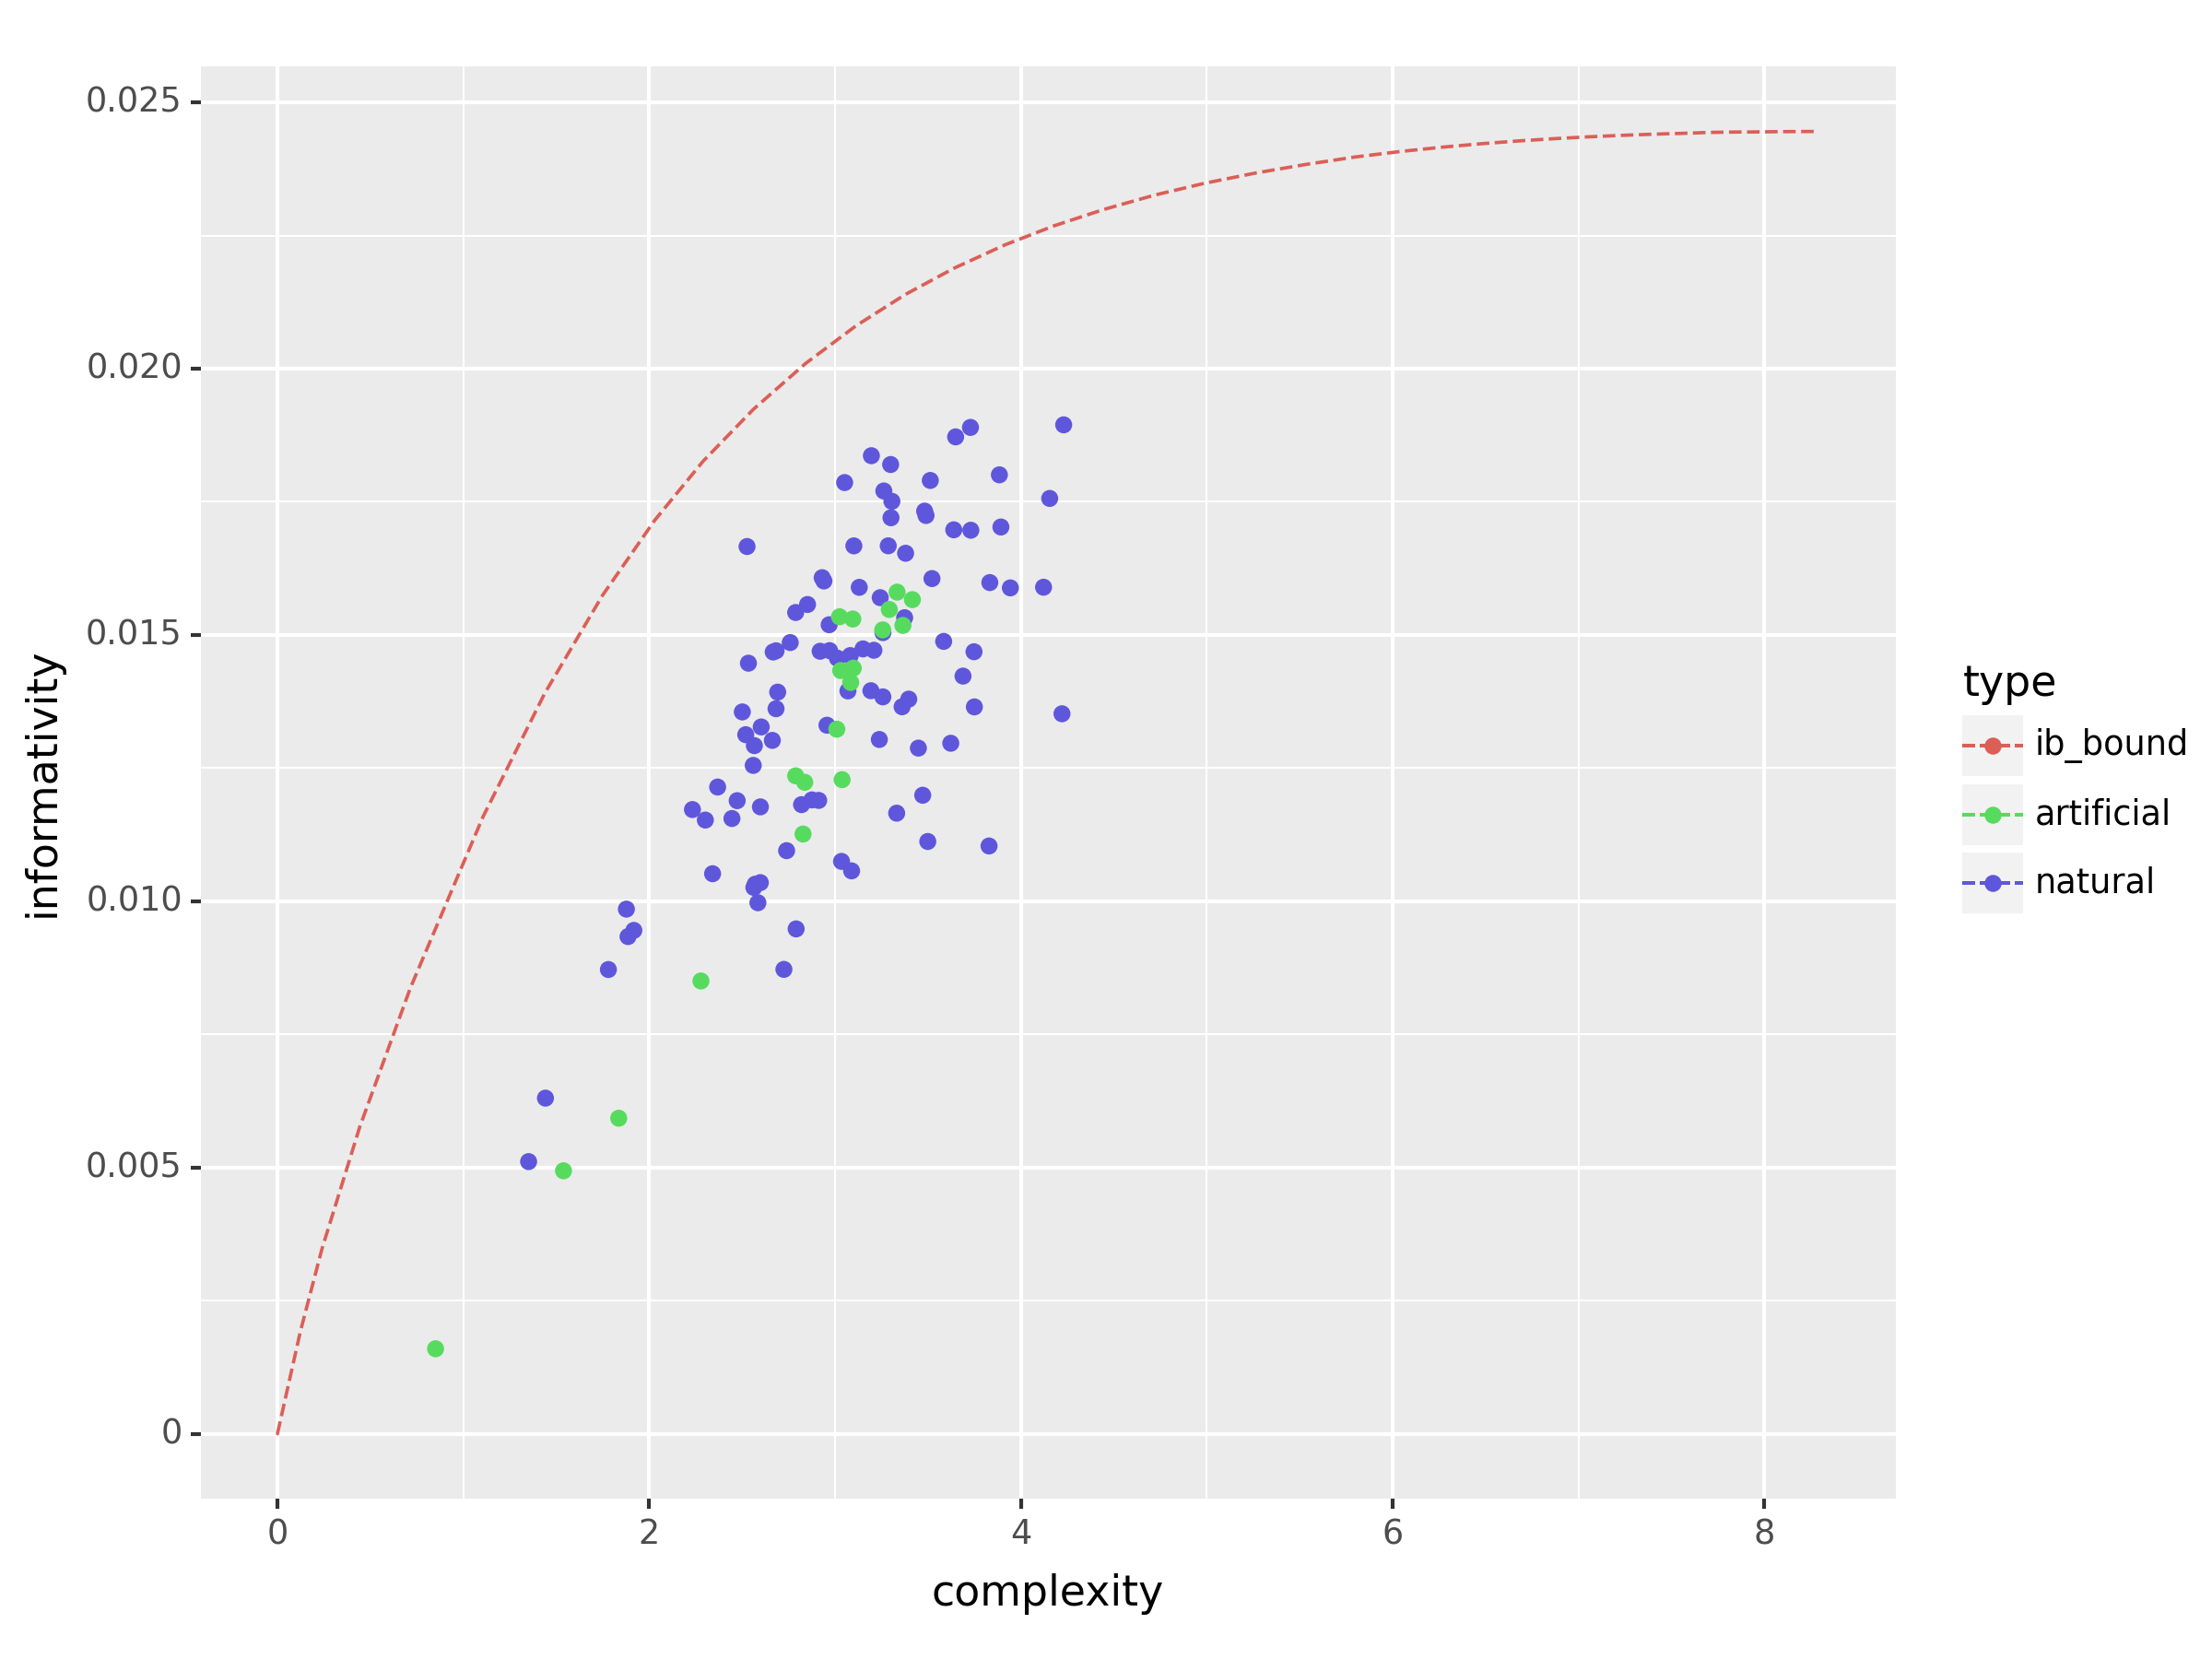 0.025
0.020
0.015
0.010
0.005
0
informativity
0 2 4 6 8
complexity
type
ib_bound
artificial
natural